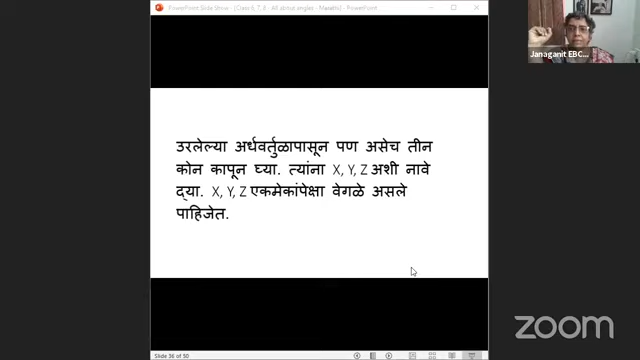 PowerPoint Slide Show - [Class 6, 7, 8 - All about angles - Marathi] - PowerPoint
Janaganit EBC...
उरलेल्या अर्धवर्तुळापासून पण असेच तीन
कोन कापून घ्या. त्यांना X, Y, Z अशी नावे
द्या. X, Y, Z एकमेकांपेक्षा वेगळे असले
पाहिजेत.
zoom
Slide 36 of 50